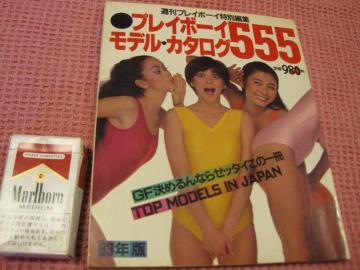 週刊プレイボーイ特別編集
●プレイボーイ
モデル・カタログ555
定価980円
GF決めるんならゼッタイこの一冊
TOP MODELS IN JAPAN
83年版
Marlboro
MEDIUM